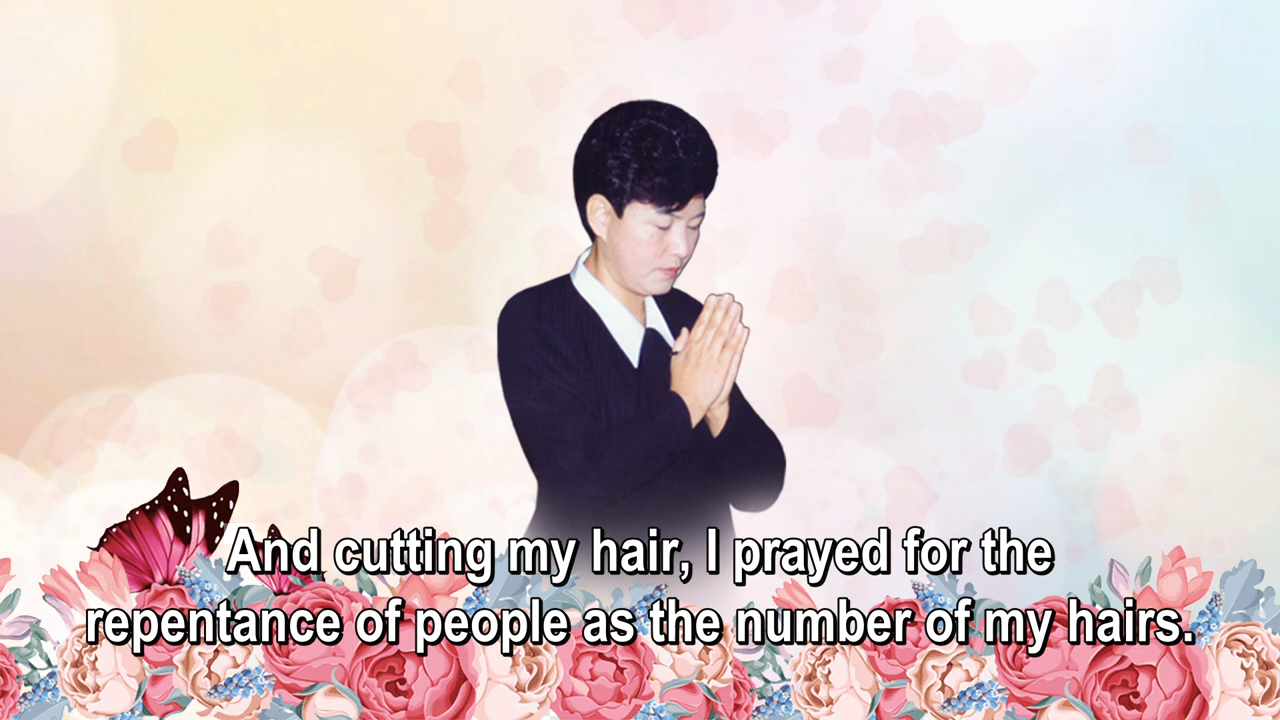 And cutting my hair, I prayed for the
repentance of people as the number of my hairs.